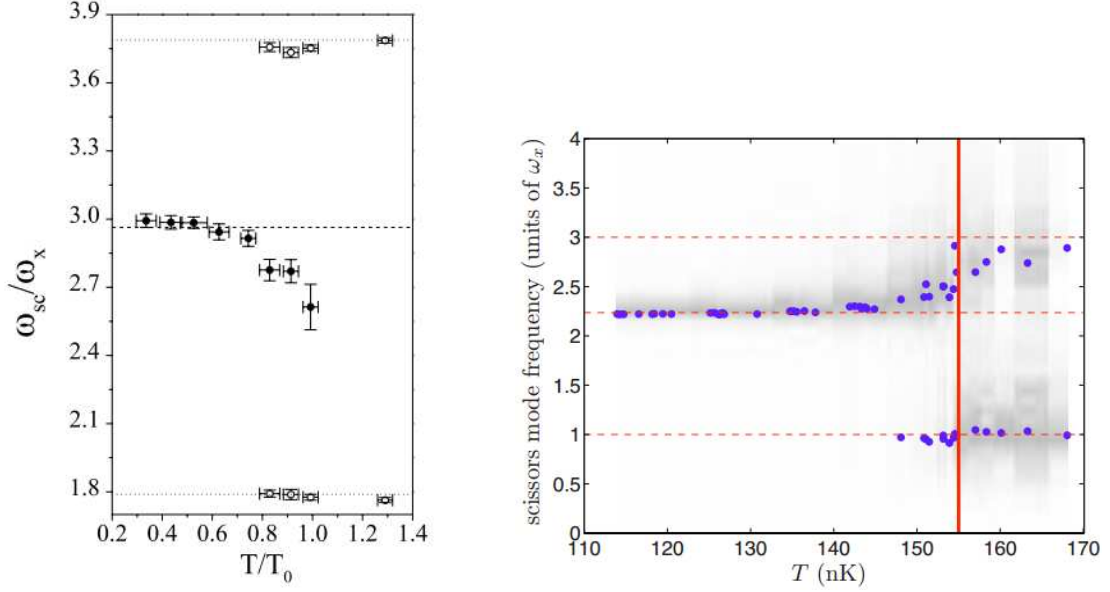 3.9
3.6
3.3
3.0
2.7
2.4
2.1
1.8
0.2 0.4 0.6 0.8 1.0 1.2 1.4
ω_sc/ω_x
T/T_0
4
3.5
3
2.5
2
1.5
1
0.5
0
110 120 130 140 150 160 170
scissors mode frequency (units of ω_x)
T (nK)